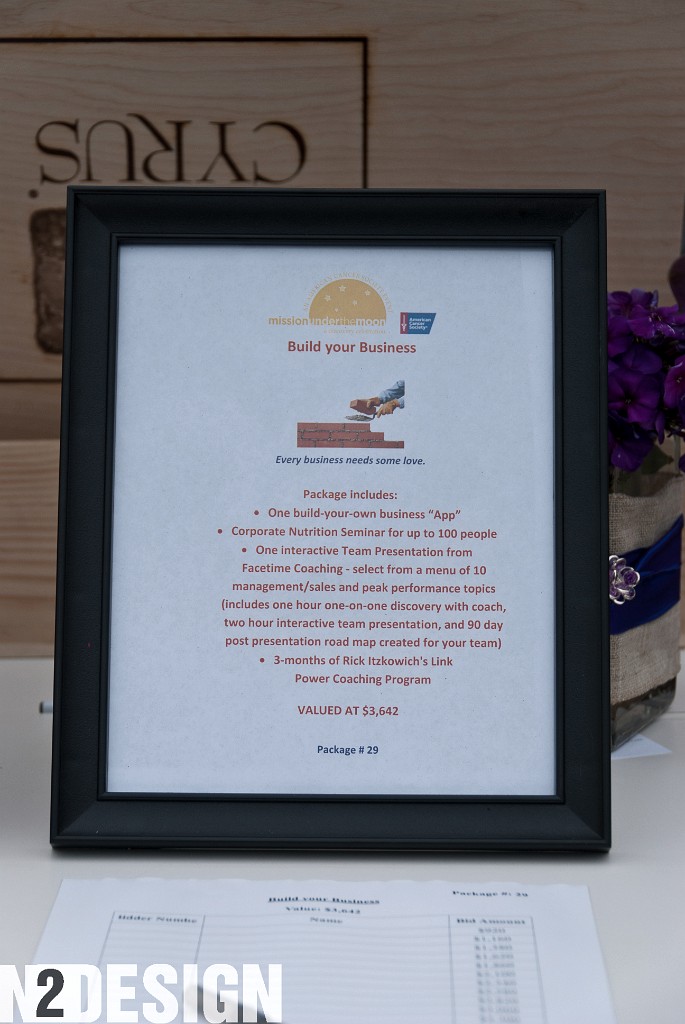 CYRUS
missionunderthemoon
American
Cancer
Society
Build your Business
Every business needs some love.
Package includes:
• One build-your-own business “App”
• Corporate Nutrition Seminar for up to 100 people
• One interactive Team Presentation from
Facetime Coaching - select from a menu of 10
management/sales and peak performance topics
(includes one hour one-on-one discovery with coach,
two hour interactive team presentation, and 90 day
post presentation road map created for your team)
• 3-months of Rick Itzkowich's Link
Power Coaching Program
VALUED AT $3,642
Package # 29
Package #: 29
Build your Business
Value: $3,642
Bidder Numbe Name Bid Amount
$920
N2DESIGN